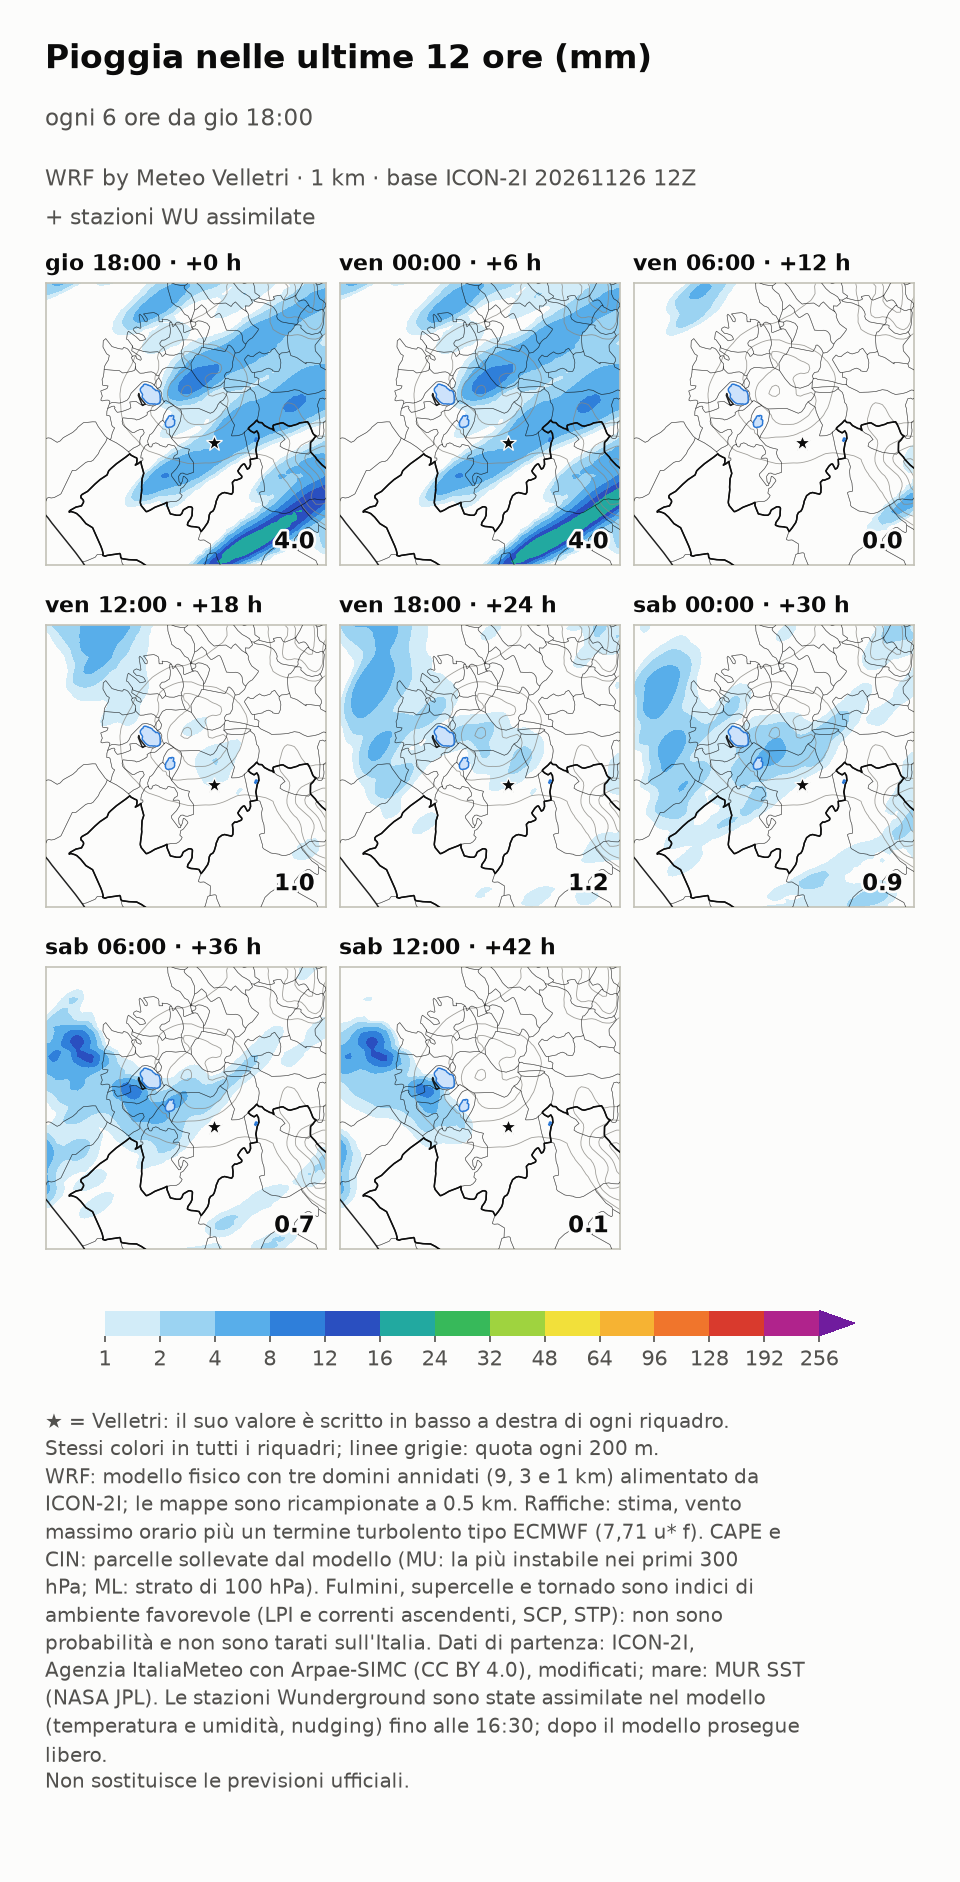 Pioggia nelle ultime 12 ore (mm)
ogni 6 ore da gio 18:00
WRF by Meteo Velletri · 1 km · base ICON-2I 20261126 12Z
+ stazioni WU assimilate
gio 18:00 · +0 h
ven 00:00 · +6 h
ven 06:00 · +12 h
4.0
4.0
0.0
ven 12:00 · +18 h
ven 18:00 · +24 h
sab 00:00 · +30 h
1.0
1.2
0.9
sab 06:00 · +36 h
sab 12:00 · +42 h
0.7
0.1
1 2 4 8 12 16 24 32 48 64 96 128 192 256
★ = Velletri: il suo valore è scritto in basso a destra di ogni riquadro.
Stessi colori in tutti i riquadri; linee grigie: quota ogni 200 m.
WRF: modello fisico con tre domini annidati (9, 3 e 1 km) alimentato da
ICON-2I; le mappe sono ricampionate a 0.5 km. Raffiche: stima, vento
massimo orario più un termine turbolento tipo ECMWF (7,71 u* f). CAPE e
CIN: parcelle sollevate dal modello (MU: la più instabile nei primi 300
hPa; ML: strato di 100 hPa). Fulmini, supercelle e tornado sono indici di
ambiente favorevole (LPI e correnti ascendenti, SCP, STP): non sono
probabilità e non sono tarati sull'Italia. Dati di partenza: ICON-2I,
Agenzia ItaliaMeteo con Arpae-SIMC (CC BY 4.0), modificati; mare: MUR SST
(NASA JPL). Le stazioni Wunderground sono state assimilate nel modello
(temperatura e umidità, nudging) fino alle 16:30; dopo il modello prosegue
libero.
Non sostituisce le previsioni ufficiali.